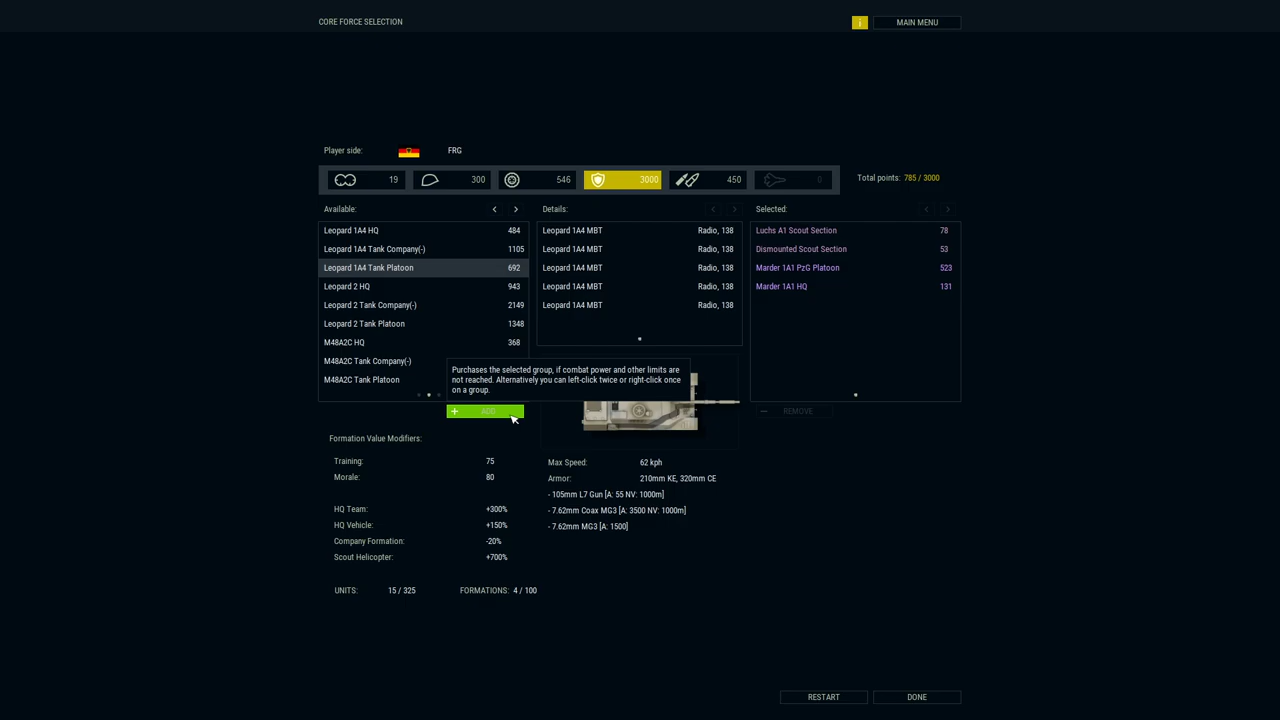 CORE FORCE SELECTION
i
MAIN MENU
Player side:
FRG
19
300
546
3000
450
0
Total points: 785 / 3000
Available:
Details:
Selected:
Leopard 1A4 HQ 484
Leopard 1A4 Tank Company(-) 1105
Leopard 1A4 Tank Platoon 692
Leopard 2 HQ 943
Leopard 2 Tank Company(-) 2149
Leopard 2 Tank Platoon 1348
M48A2C HQ 368
M48A2C Tank Company(-)
M48A2C Tank Platoon
Leopard 1A4 MBT Radio, 138
Leopard 1A4 MBT Radio, 138
Leopard 1A4 MBT Radio, 138
Leopard 1A4 MBT Radio, 138
Leopard 1A4 MBT Radio, 138
Luchs A1 Scout Section 78
Dismounted Scout Section 53
Marder 1A1 PzG Platoon 523
Marder 1A1 HQ 131
Purchases the selected group, if combat power and other limits are
not reached. Alternatively you can left-click twice or right-click once
on a group.
+ ADD
− REMOVE
Formation Value Modifiers:
Training: 75
Morale: 80
HQ Team: +300%
HQ Vehicle: +150%
Company Formation: -20%
Scout Helicopter: +700%
UNITS: 15 / 325
FORMATIONS: 4 / 100
Max Speed: 62 kph
Armor: 210mm KE, 320mm CE
- 105mm L7 Gun [A: 55 NV: 1000m]
- 7.62mm Coax MG3 [A: 3500 NV: 1000m]
- 7.62mm MG3 [A: 1500]
RESTART
DONE